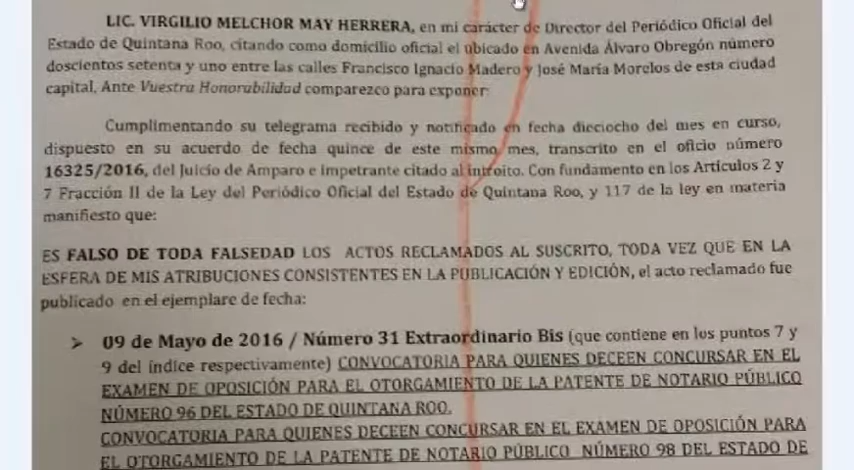 LIC. VIRGILIO MELCHOR MAY HERRERA, en mi carácter de Director del Periódico Oficial del
Estado de Quintana Roo, citando como domicilio oficial el ubicado en Avenida Álvaro Obregón número
doscientos setenta y uno entre las calles Francisco Ignacio Madero y José María Morelos de esta ciudad
capital, Ante Vuestra Honorabilidad comparezco para exponer:
Cumplimentando su telegrama recibido y notificado en fecha dieciocho del mes en curso,
dispuesto en su acuerdo de fecha quince de este mismo mes, transcrito en el oficio número
16325/2016, del Juicio de Amparo e Impetrante citado al introito. Con fundamento en los Artículos 2 y
7 Fracción II de la Ley del Periódico Oficial del Estado de Quintana Roo, y 117 de la ley en materia
manifiesto que:
ES FALSO DE TODA FALSEDAD LOS ACTOS RECLAMADOS AL SUSCRITO, TODA VEZ QUE EN LA
ESFERA DE MIS ATRIBUCIONES CONSISTENTES EN LA PUBLICACIÓN Y EDICIÓN, el acto reclamado fue
publicado en el ejemplare de fecha:
➢ 09 de Mayo de 2016 / Número 31 Extraordinario Bis (que contiene en los puntos 7 y
9 del índice respectivamente) CONVOCATORIA PARA QUIENES DECEEN CONCURSAR EN EL
EXAMEN DE OPOSICIÓN PARA EL OTORGAMIENTO DE LA PATENTE DE NOTARIO PÚBLICO
NÚMERO 96 DEL ESTADO DE QUINTANA ROO.
CONVOCATORIA PARA QUIENES DECEEN CONCURSAR EN EL EXAMEN DE OPOSICIÓN PARA
EL OTORGAMIENTO DE LA PATENTE DE NOTARIO PÚBLICO NÚMERO 98 DEL ESTADO DE